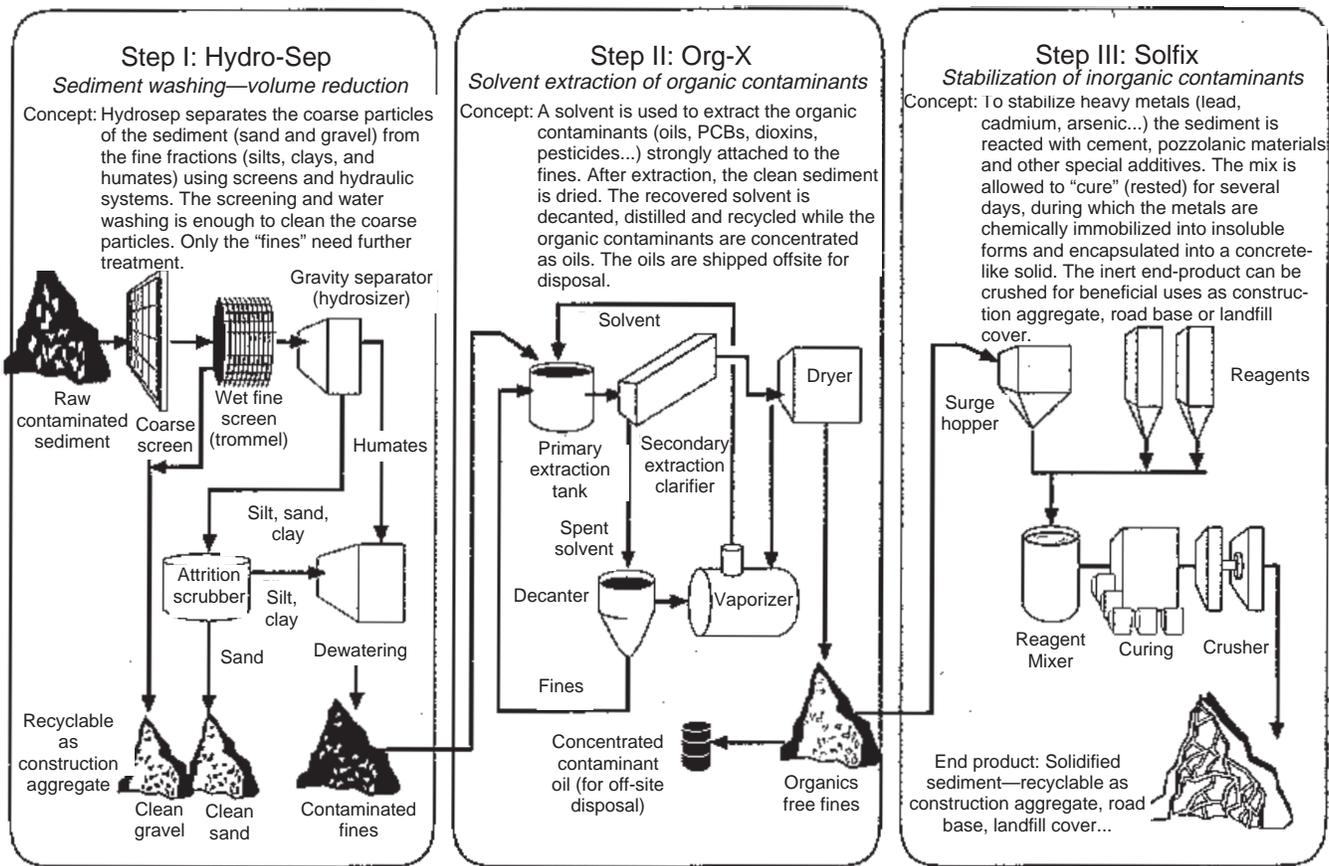 Step I: Hydro-Sep
Sediment washing—volume reduction
Concept: Hydrosep separates the coarse particles
of the sediment (sand and gravel) from
the fine fractions (silts, clays, and
humates) using screens and hydraulic
systems. The screening and water
washing is enough to clean the coarse
particles. Only the “fines” need further
treatment.
Gravity separator
(hydrosizer)
Raw
contaminated
sediment
Coarse
screen
Wet fine
screen
(trommel)
Humates
Silt, sand,
clay
Attrition
scrubber
Silt,
clay
Sand
Dewatering
Recyclable
as
construction
aggregate
Clean
gravel
Clean
sand
Contaminated
fines
Step II: Org-X
Solvent extraction of organic contaminants
Concept: A solvent is used to extract the organic
contaminants (oils, PCBs, dioxins,
pesticides...) strongly attached to the
fines. After extraction, the clean sediment
is dried. The recovered solvent is
decanted, distilled and recycled while the
organic contaminants are concentrated
as oils. The oils are shipped offsite for
disposal.
Solvent
Dryer
Primary
extraction
tank
Secondary
extraction
clarifier
Spent
solvent
Decanter
Vaporizer
Fines
Concentrated
contaminant
oil (for off-site
disposal)
Organics
free fines
Step III: Solfix
Stabilization of inorganic contaminants
Concept: To stabilize heavy metals (lead,
cadmium, arsenic...) the sediment is
reacted with cement, pozzolanic materials
and other special additives. The mix is
allowed to “cure” (rested) for several
days, during which the metals are
chemically immobilized into insoluble
forms and encapsulated into a concrete-
like solid. The inert end-product can be
crushed for beneficial uses as construc-
tion aggregate, road base or landfill
cover.
Reagents
Surge
hopper
Reagent
Mixer
Curing
Crusher
End product: Solidified
sediment—recyclable as
construction aggregate, road
base, landfill cover...